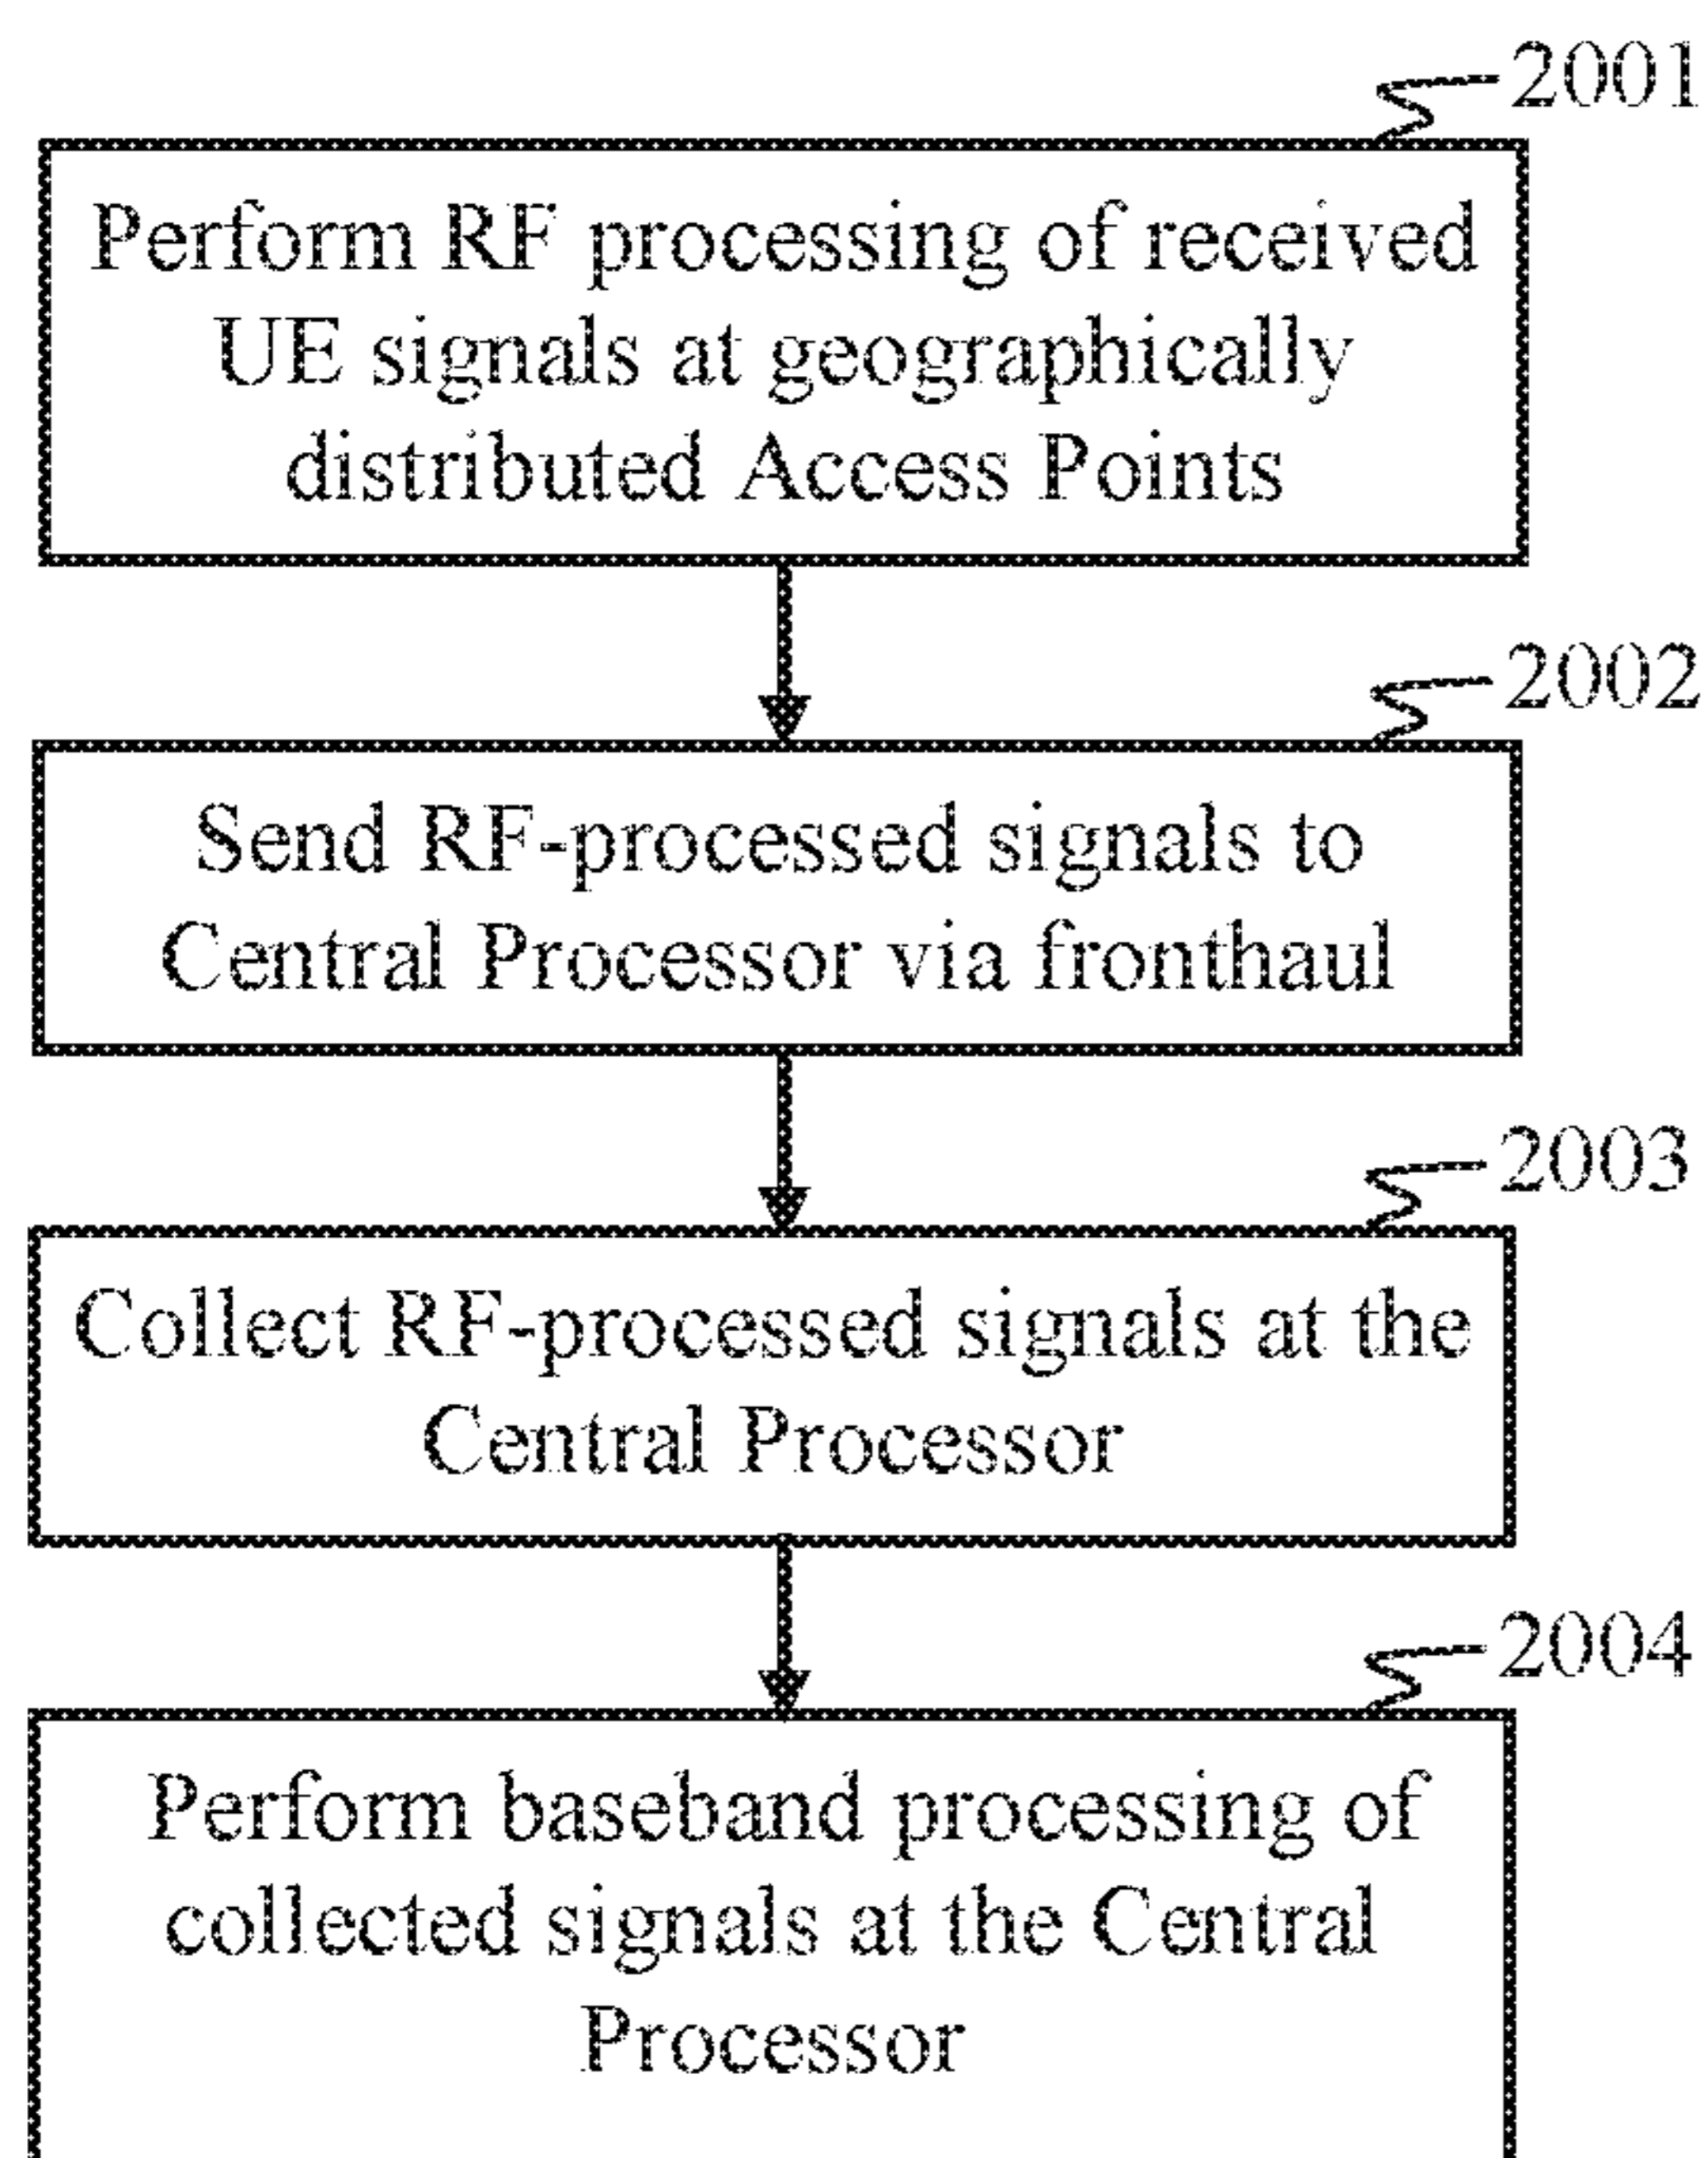 2001
Perform RF processing of received
UE signals at geographically
distributed Access Points
2002
Send RF-processed signals to
Central Processor via fronthaul
2003
Collect RF-processed signals at the
Central Processor
2004
Perform baseband processing of
collected signals at the Central
Processor